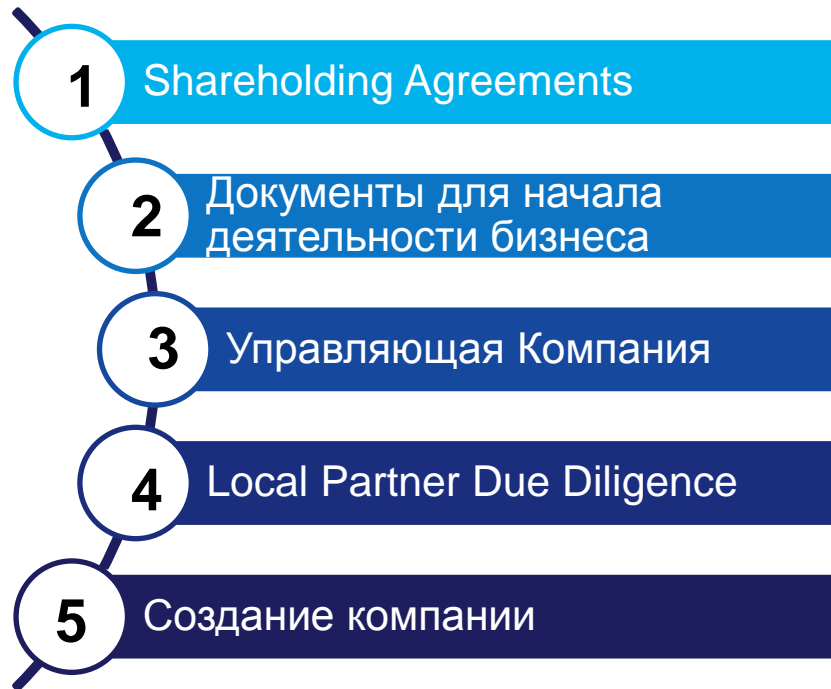 1 Shareholding Agreements
2 Документы для начала
деятельности бизнеса
3 Управляющая Компания
4 Local Partner Due Diligence
5 Создание компании